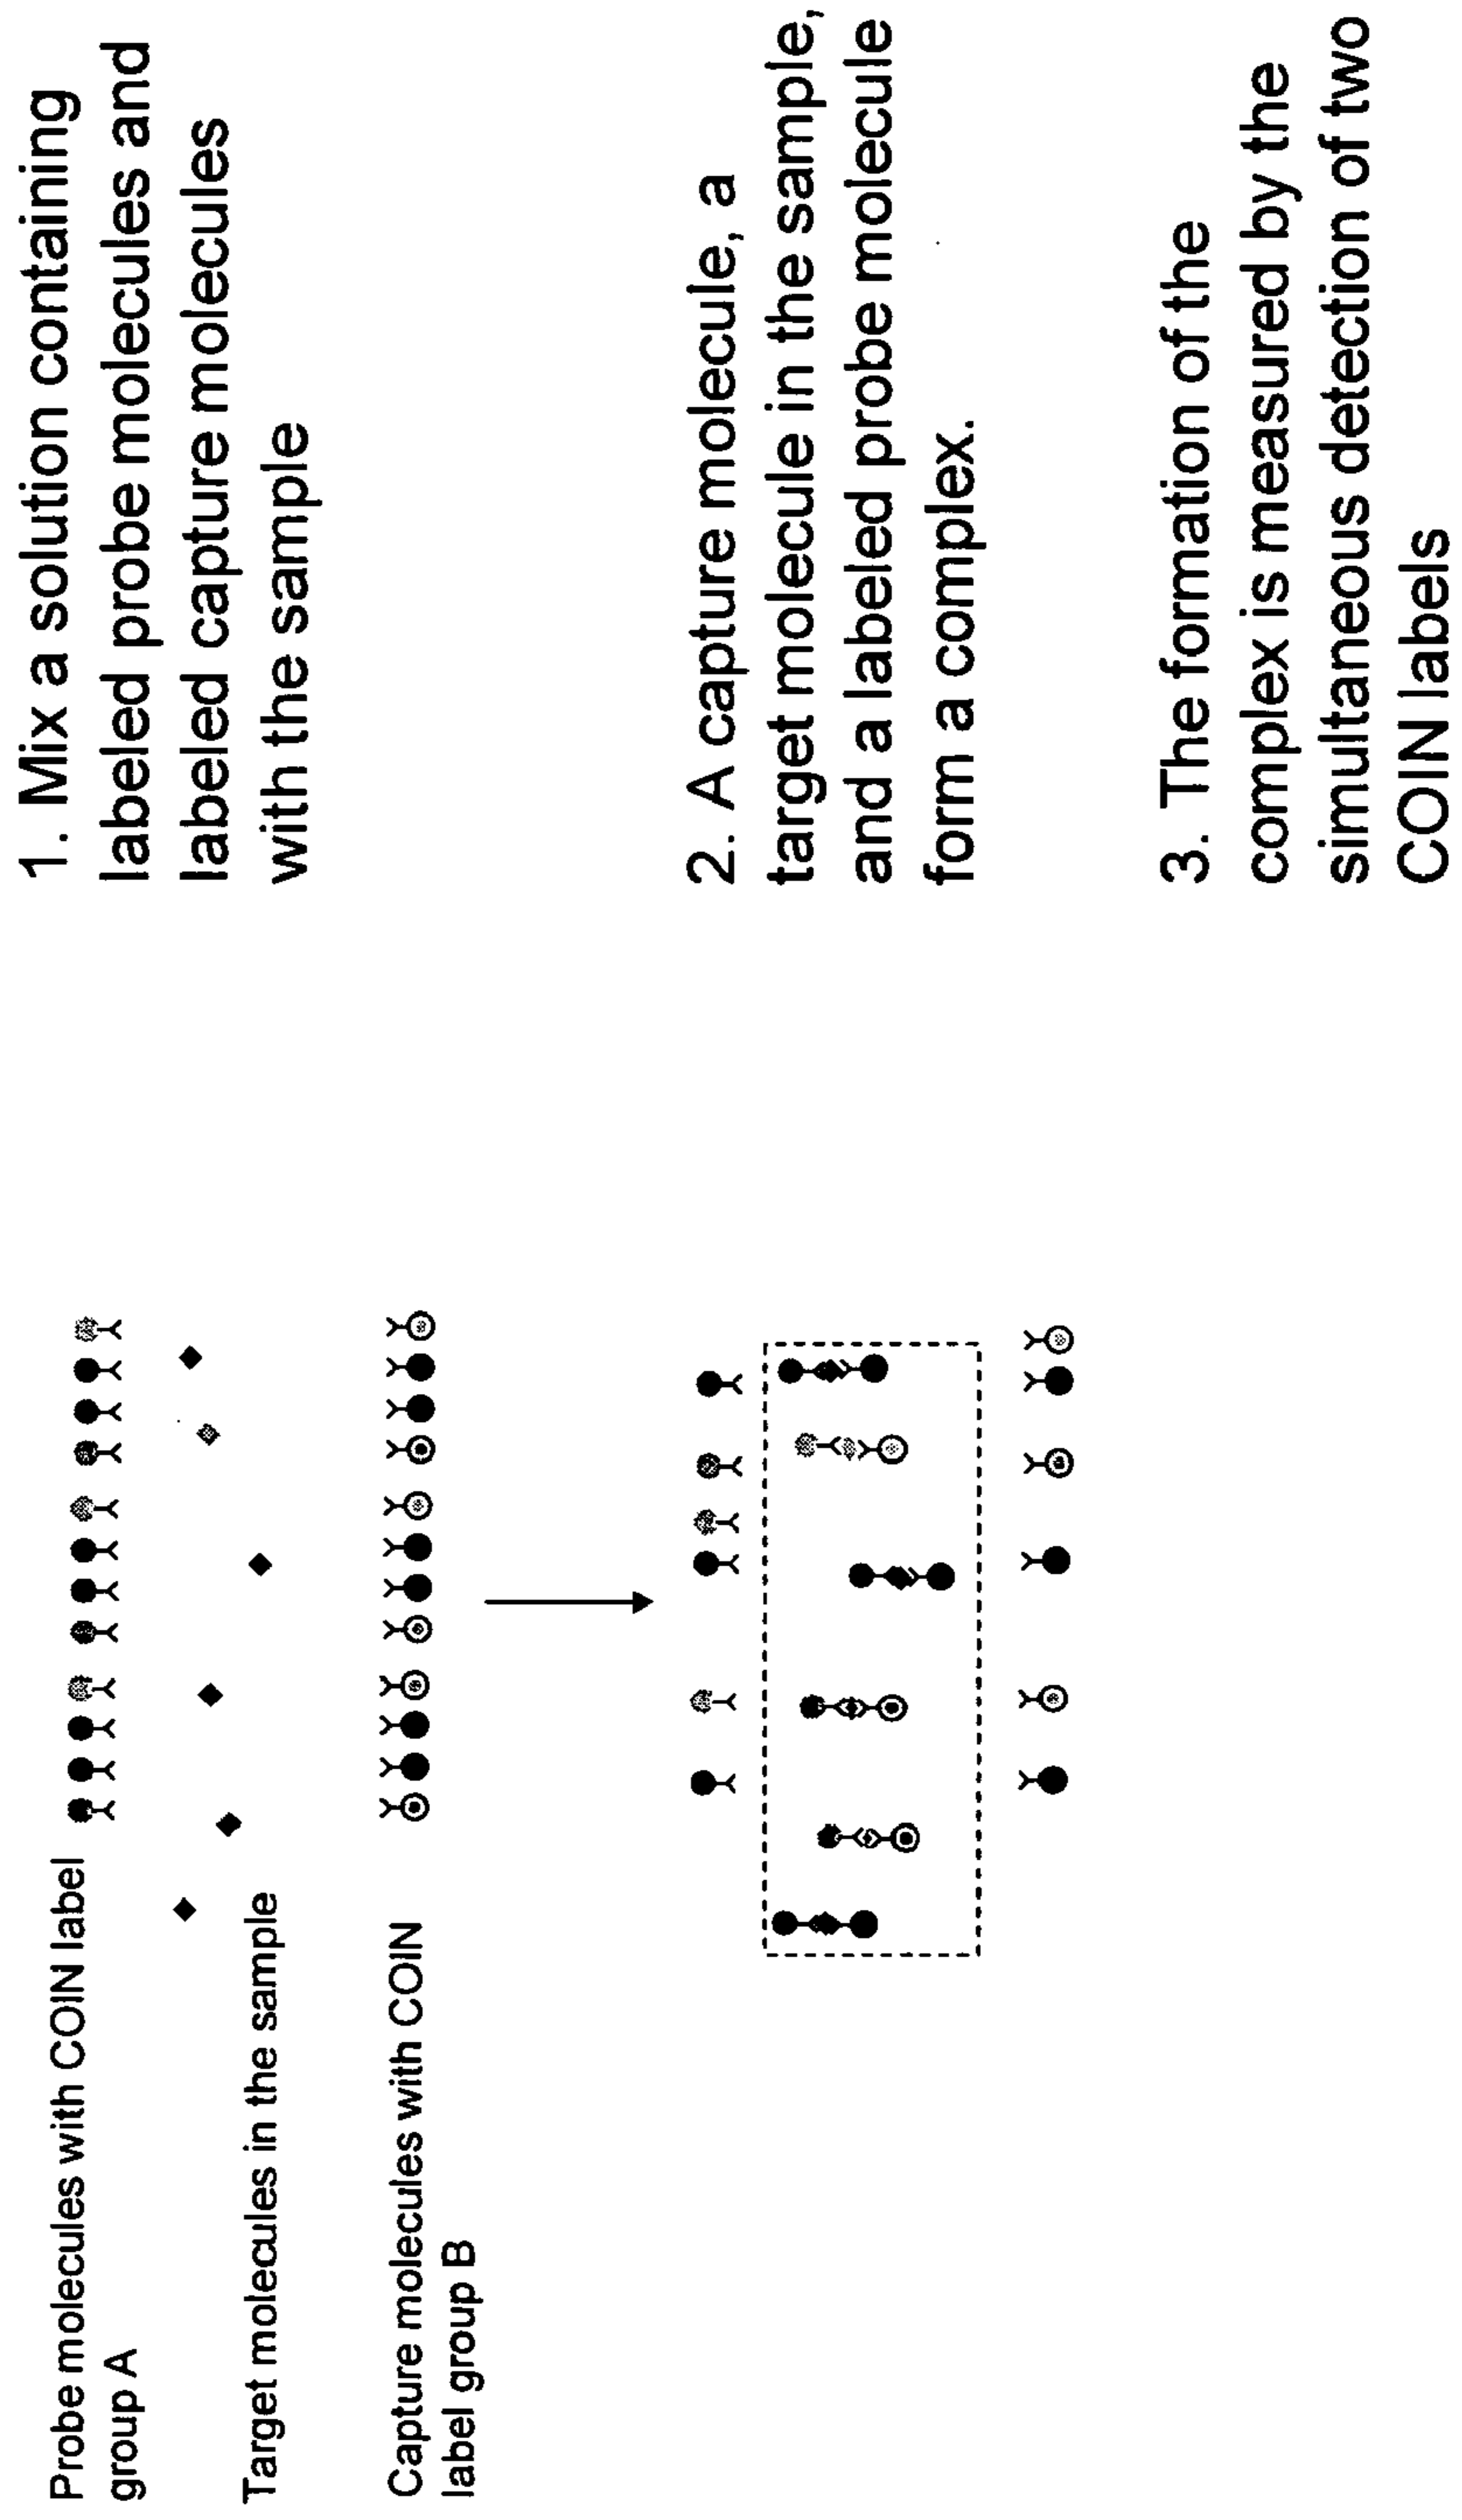 Probe molecules with COIN label
group A
Target molecules in the sample
Capture molecules with COIN
label group B
1. Mix a solution containing
labeled probe molecules and
labeled capture molecules
with the sample
2. A capture molecule, a
target molecule in the sample,
and a labeled probe molecule
form a complex.
3. The formation of the
complex is measured by the
simultaneous detection of two
COIN labels